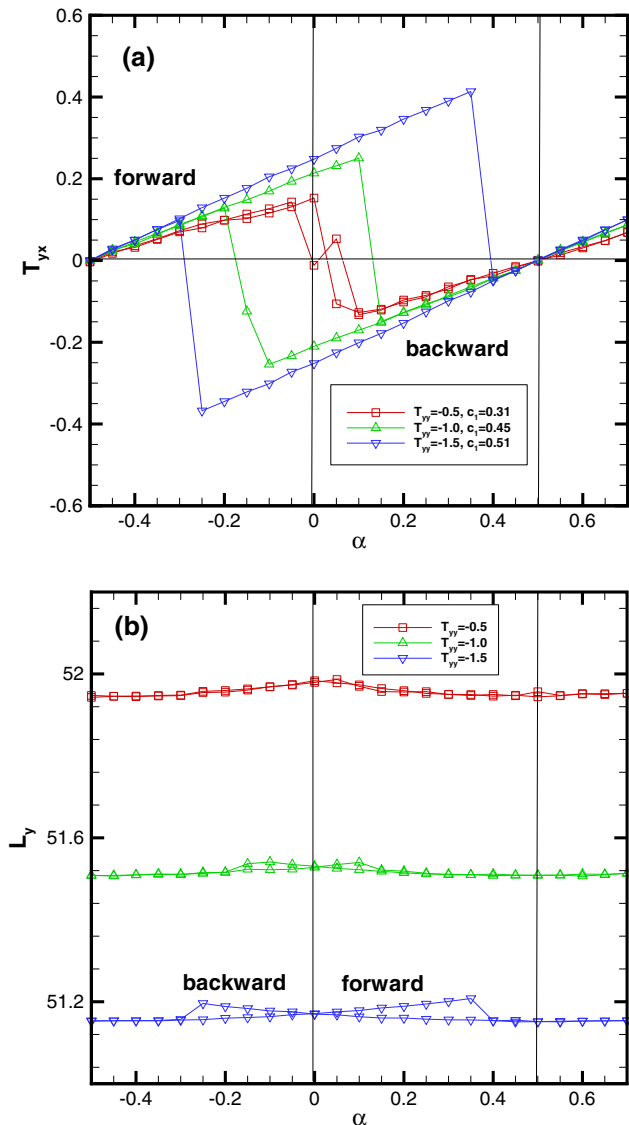 (a)
0.6
0.4
0.2
0
-0.2
-0.4
-0.6
T_yx
forward
backward
T_yy=-0.5, c_1=0.31
T_yy=-1.0, c_1=0.45
T_yy=-1.5, c_1=0.51
-0.4 -0.2 0 0.2 0.4 0.6
α
(b)
T_yy=-0.5
T_yy=-1.0
T_yy=-1.5
52
51.6
51.2
L_y
backward forward
-0.4 -0.2 0 0.2 0.4 0.6
α